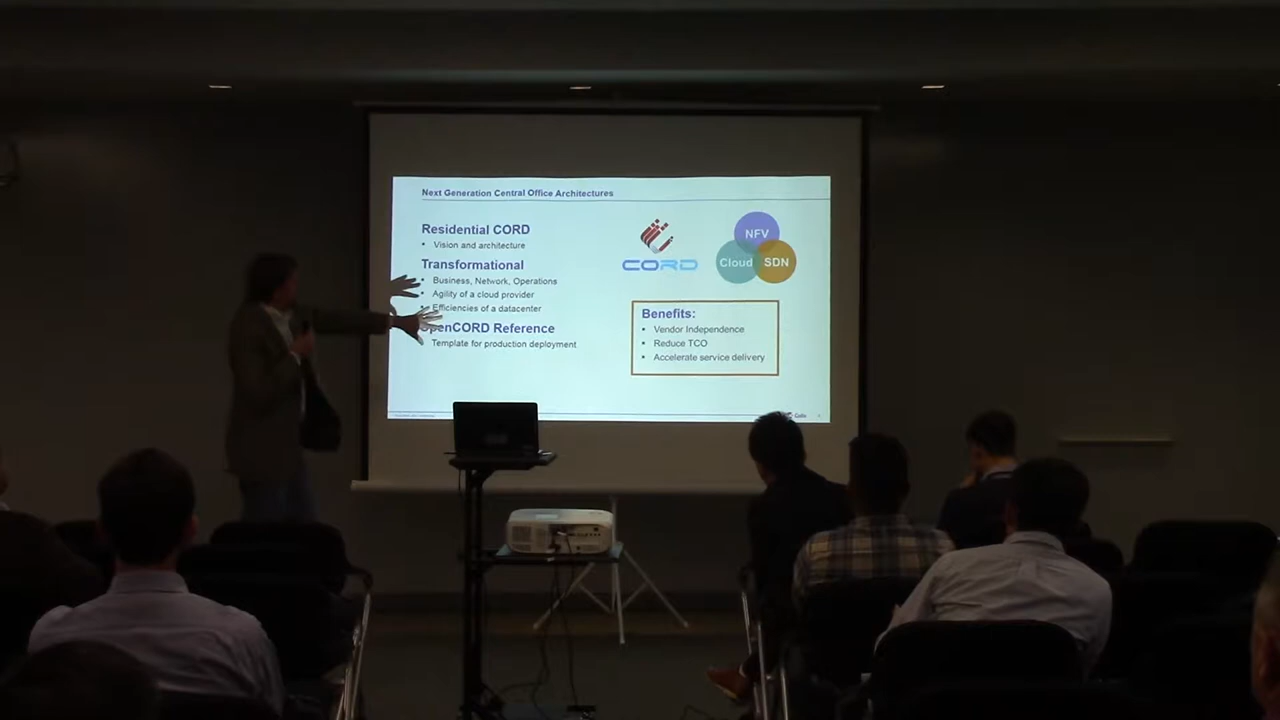 Next Generation Central Office Architectures
Residential CORD
• Vision and architecture
Transformational
• Business, Network, Operations
• Agility of a cloud provider
• Efficiencies of a datacenter
OpenCORD Reference
Template for production deployment
CORD
NFV
Cloud
SDN
Benefits:
• Vendor Independence
• Reduce TCO
• Accelerate service delivery
Calix